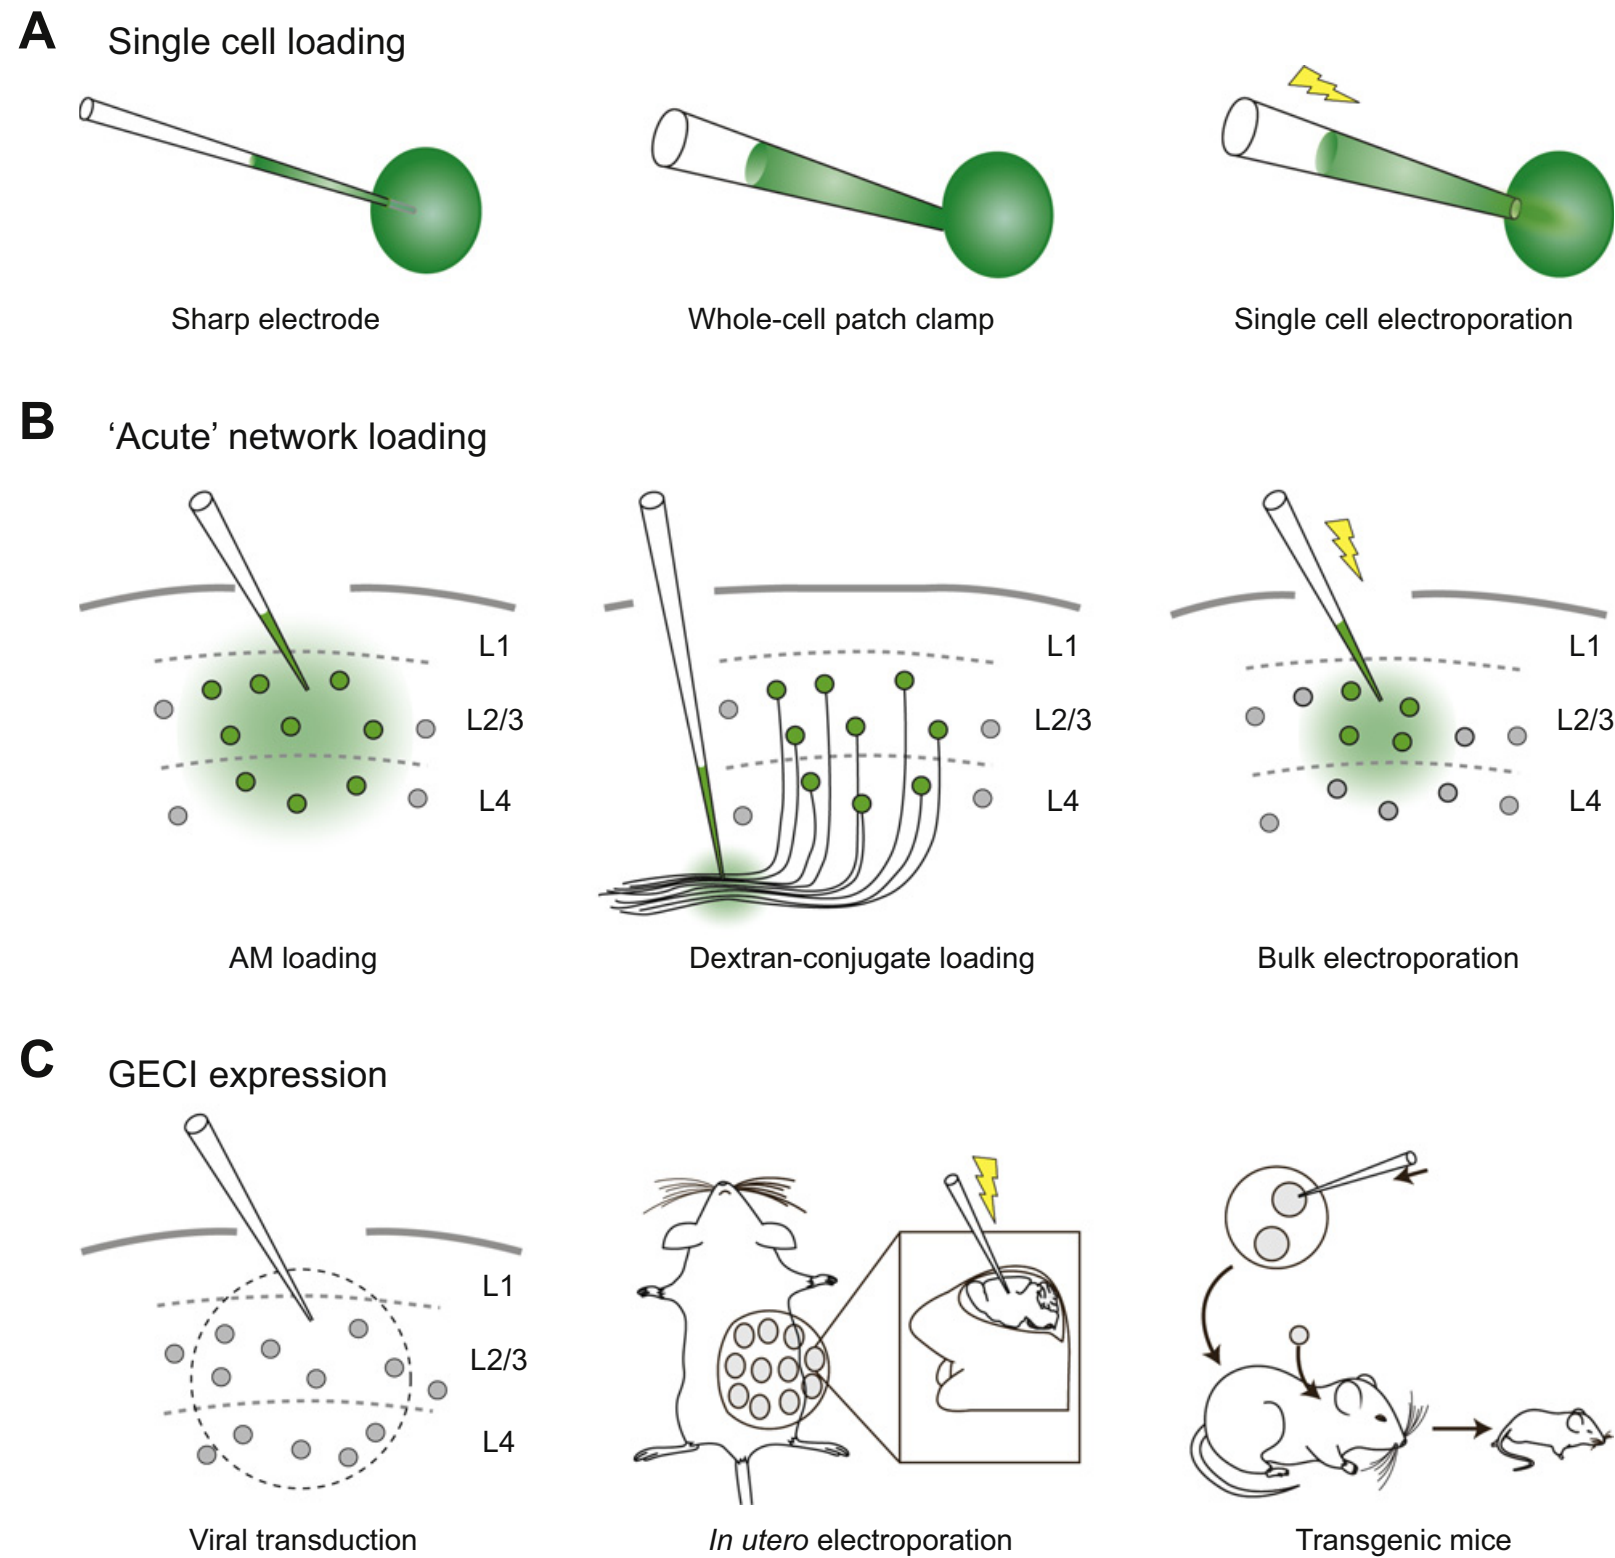 A Single cell loading
Sharp electrode
Whole-cell patch clamp
Single cell electroporation
B ‘Acute’ network loading
L1
L2/3
L4
L1
L2/3
L4
L1
L2/3
L4
AM loading
Dextran-conjugate loading
Bulk electroporation
C GECI expression
L1
L2/3
L4
Viral transduction
In utero electroporation
Transgenic mice